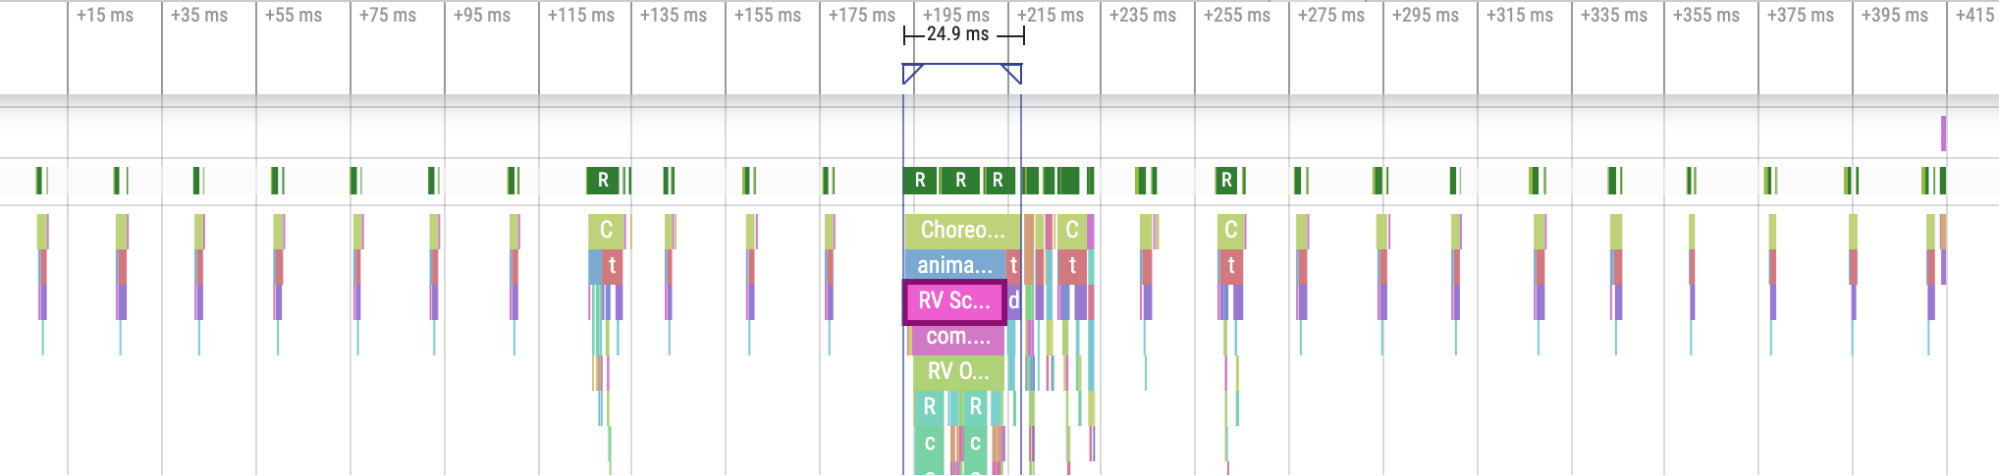 +15 ms +35 ms +55 ms +75 ms +95 ms +115 ms +135 ms +155 ms +175 ms +195 ms +215 ms +235 ms +255 ms +275 ms +295 ms +315 ms +335 ms +355 ms +375 ms +395 ms +415
24.9 ms
R R R R R
C Choreo... C C
t anima... t t t
RV Sc... d
com....
RV O...
R R
c c